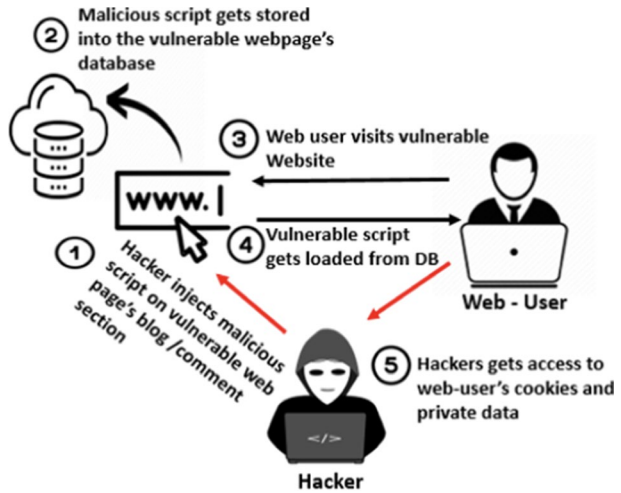 2
Malicious script gets stored
into the vulnerable webpage's
database
3
Web user visits vulnerable
Website
www.
4
Vulnerable script
gets loaded from DB
1
Hacker injects malicious
script on vulnerable web
page's blog /comment
section
Web - User
5
Hackers gets access to
web-user's cookies and
private data
</>
Hacker